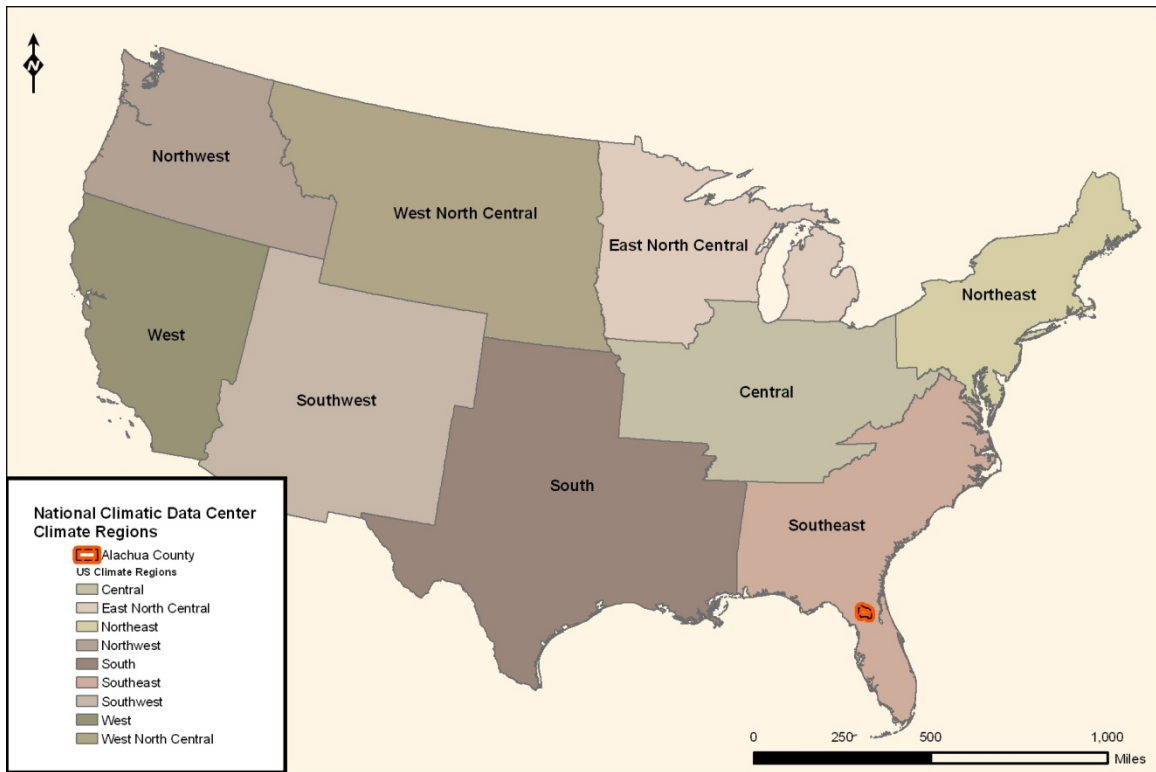 N
Northwest
West North Central
East North Central
Northeast
West
Southwest
Central
South
Southeast
National Climatic Data Center
Climate Regions
Alachua County
US Climate Regions
Central
East North Central
Northeast
Northwest
South
Southeast
Southwest
West
West North Central
0 250 500 1,000
Miles